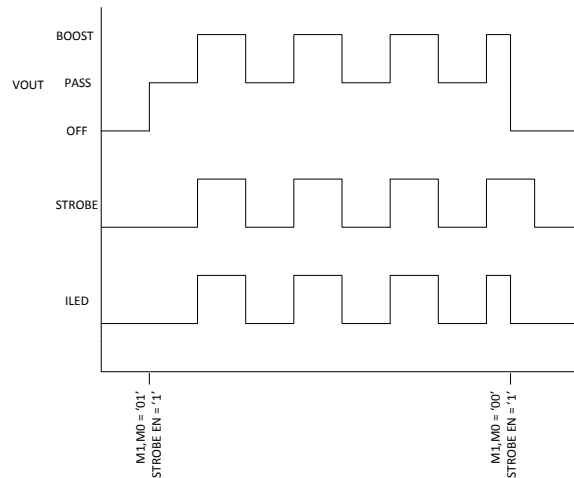 BOOST
VOUT
PASS
OFF
STROBE
ILED
M1,M0 = ‘01’
STROBE EN = ‘1’
M1,M0 = ‘00’
STROBE EN = ‘1’